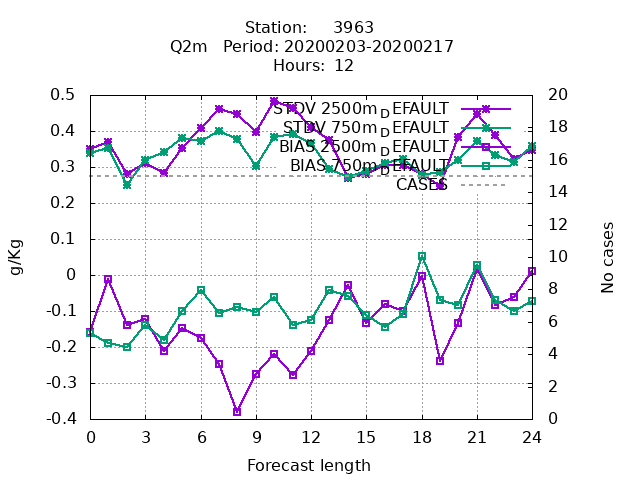 Station:     3963
Q2m   Period: 20200203-20200217
Hours: 12
STDV 2500m_DEFAULT
STDV 750m_DEFAULT
BIAS 2500m_DEFAULT
BIAS 750m_DEFAULT
CASES
0.5
0.4
0.3
0.2
0.1
0
-0.1
-0.2
-0.3
-0.4
g/Kg
20
18
16
14
12
10
8
6
4
2
0
No cases
0 3 6 9 12 15 18 21 24
Forecast length